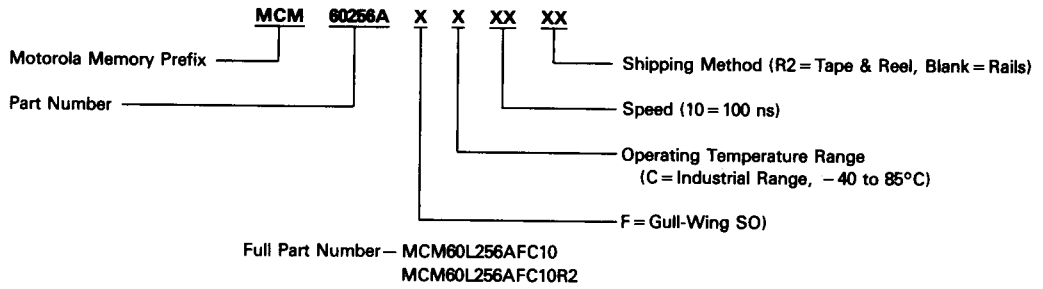 MCM 60256A X X XX XX
Motorola Memory Prefix
Shipping Method (R2 = Tape & Reel, Blank = Rails)
Part Number
Speed (10 = 100 ns)
Operating Temperature Range
(C = Industrial Range, – 40 to 85°C)
F = Gull-Wing SO)
Full Part Number — MCM60L256AFC10
MCM60L256AFC10R2